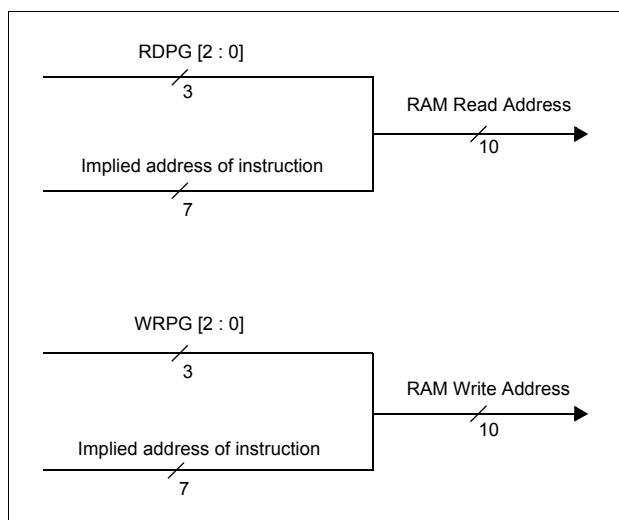 RDPG [2 : 0]
3
RAM Read Address
10
Implied address of instruction
7
WRPG [2 : 0]
3
RAM Write Address
10
Implied address of instruction
7